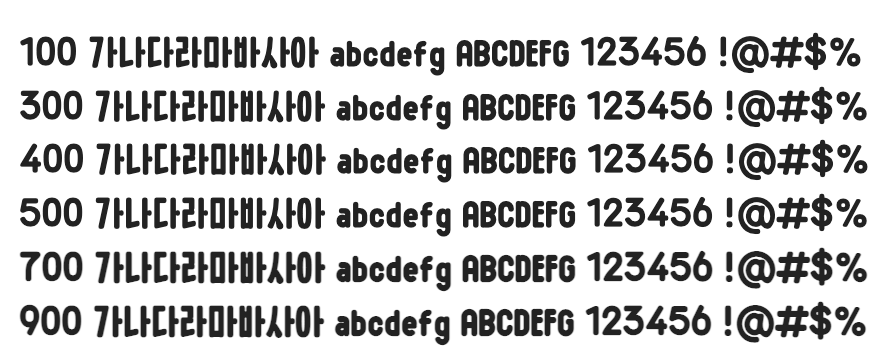 100 가나다라마바사아 abcdefg ABCDEFG 123456 !@#$%
300 가나다라마바사아 abcdefg ABCDEFG 123456 !@#$%
400 가나다라마바사아 abcdefg ABCDEFG 123456 !@#$%
500 가나다라마바사아 abcdefg ABCDEFG 123456 !@#$%
700 가나다라마바사아 abcdefg ABCDEFG 123456 !@#$%
900 가나다라마바사아 abcdefg ABCDEFG 123456 !@#$%